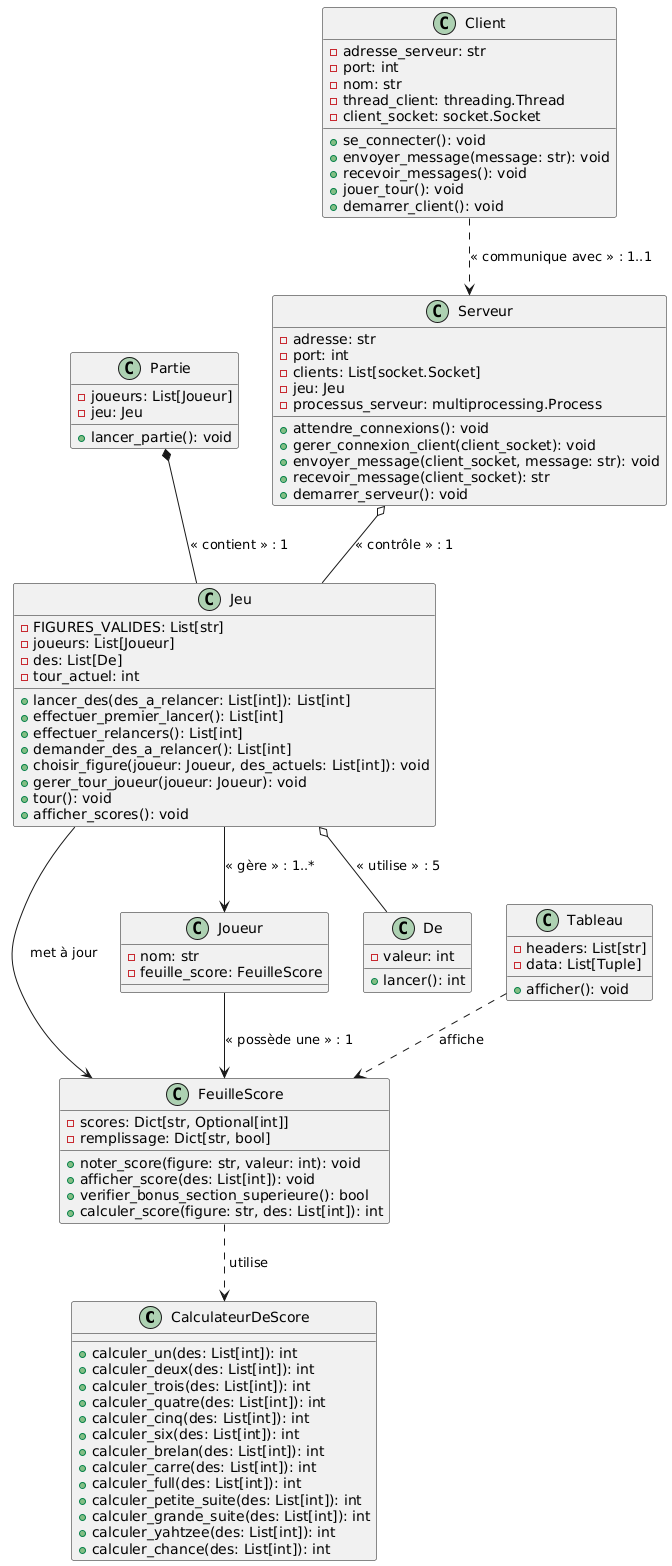 C Client
adresse_serveur: str
port: int
nom: str
thread_client: threading.Thread
client_socket: socket.Socket
se_connecter(): void
envoyer_message(message: str): void
recevoir_messages(): void
jouer_tour(): void
demarrer_client(): void
« communique avec » : 1..1
C Serveur
adresse: str
port: int
clients: List[socket.Socket]
jeu: Jeu
processus_serveur: multiprocessing.Process
attendre_connexions(): void
gerer_connexion_client(client_socket): void
envoyer_message(client_socket, message: str): void
recevoir_message(client_socket): str
demarrer_serveur(): void
C Partie
joueurs: List[Joueur]
jeu: Jeu
lancer_partie(): void
« contient » : 1
« contrôle » : 1
C Jeu
FIGURES_VALIDES: List[str]
joueurs: List[Joueur]
des: List[De]
tour_actuel: int
lancer_des(des_a_relancer: List[int]): List[int]
effectuer_premier_lancer(): List[int]
effectuer_relancers(): List[int]
demander_des_a_relancer(): List[int]
choisir_figure(joueur: Joueur, des_actuels: List[int]): void
gerer_tour_joueur(joueur: Joueur): void
tour(): void
afficher_scores(): void
« gère » : 1..*
« utilise » : 5
met à jour
C Joueur
nom: str
feuille_score: FeuilleScore
C De
valeur: int
lancer(): int
C Tableau
headers: List[str]
data: List[Tuple]
afficher(): void
« possède une » : 1
affiche
C FeuilleScore
scores: Dict[str, Optional[int]]
remplissage: Dict[str, bool]
noter_score(figure: str, valeur: int): void
afficher_score(des: List[int]): void
verifier_bonus_section_superieure(): bool
calculer_score(figure: str, des: List[int]): int
utilise
C CalculateurDeScore
calculer_un(des: List[int]): int
calculer_deux(des: List[int]): int
calculer_trois(des: List[int]): int
calculer_quatre(des: List[int]): int
calculer_cinq(des: List[int]): int
calculer_six(des: List[int]): int
calculer_brelan(des: List[int]): int
calculer_carre(des: List[int]): int
calculer_full(des: List[int]): int
calculer_petite_suite(des: List[int]): int
calculer_grande_suite(des: List[int]): int
calculer_yahtzee(des: List[int]): int
calculer_chance(des: List[int]): int